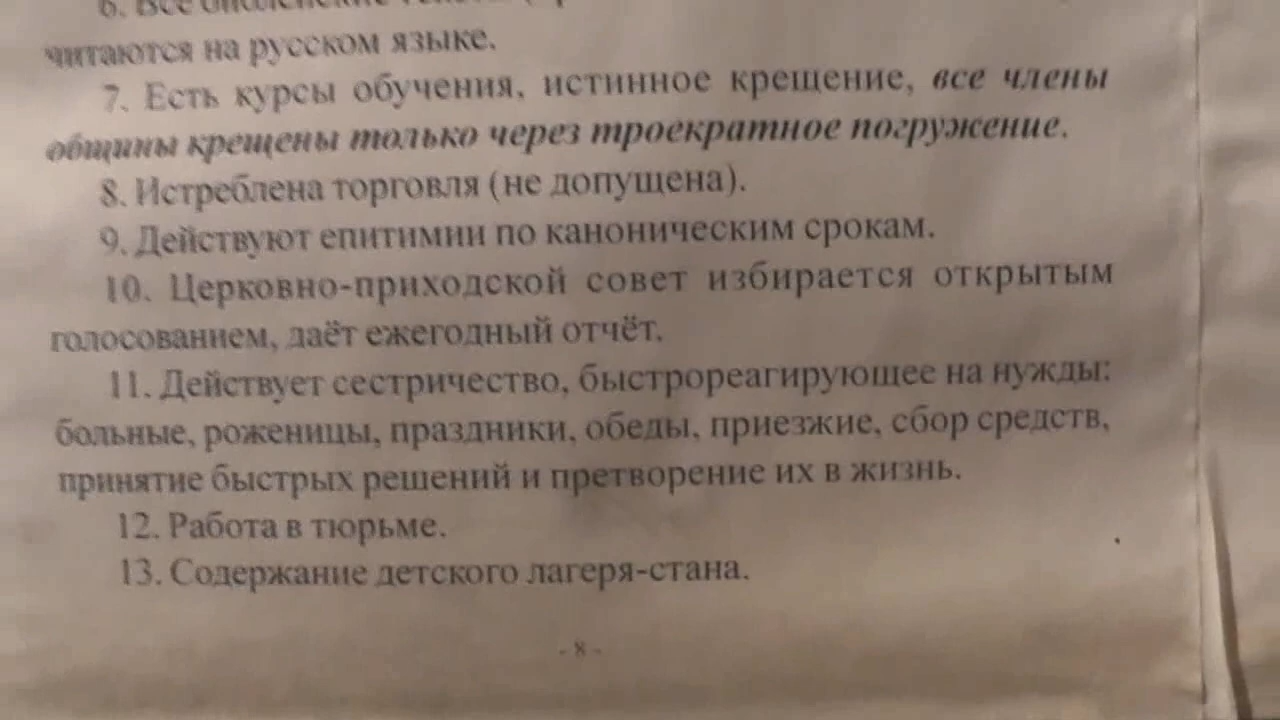 6. Все
читаются на русском языке.
7. Есть курсы обучения, истинное крещение, все члены
общины крещены только через троекратное погружение.
8. Истреблена торговля (не допущена).
9. Действуют епитимии по каноническим срокам.
10. Церковно-приходской совет избирается открытым
голосованием, даёт ежегодный отчёт.
11. Действует сестричество, быстрореагирующее на нужды:
больные, роженицы, праздники, обеды, приезжие, сбор средств,
принятие быстрых решений и претворение их в жизнь.
12. Работа в тюрьме.
13. Содержание детского лагеря-стана.
- 8 -